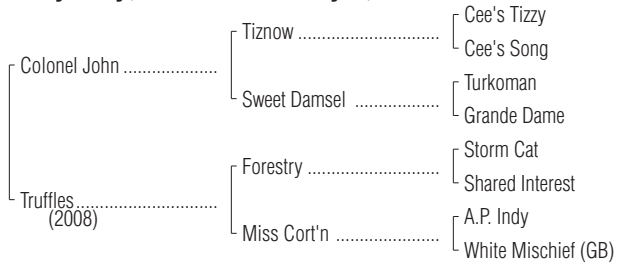 Cee's Tizzy
Tiznow ..............................
Cee's Song
Colonel John ....................
Turkoman
Sweet Damsel ..................
Grande Dame
Storm Cat
Forestry ............................
Shared Interest
Truffles..............................
(2008)
A.P. Indy
Miss Cort'n ......................
White Mischief (GB)